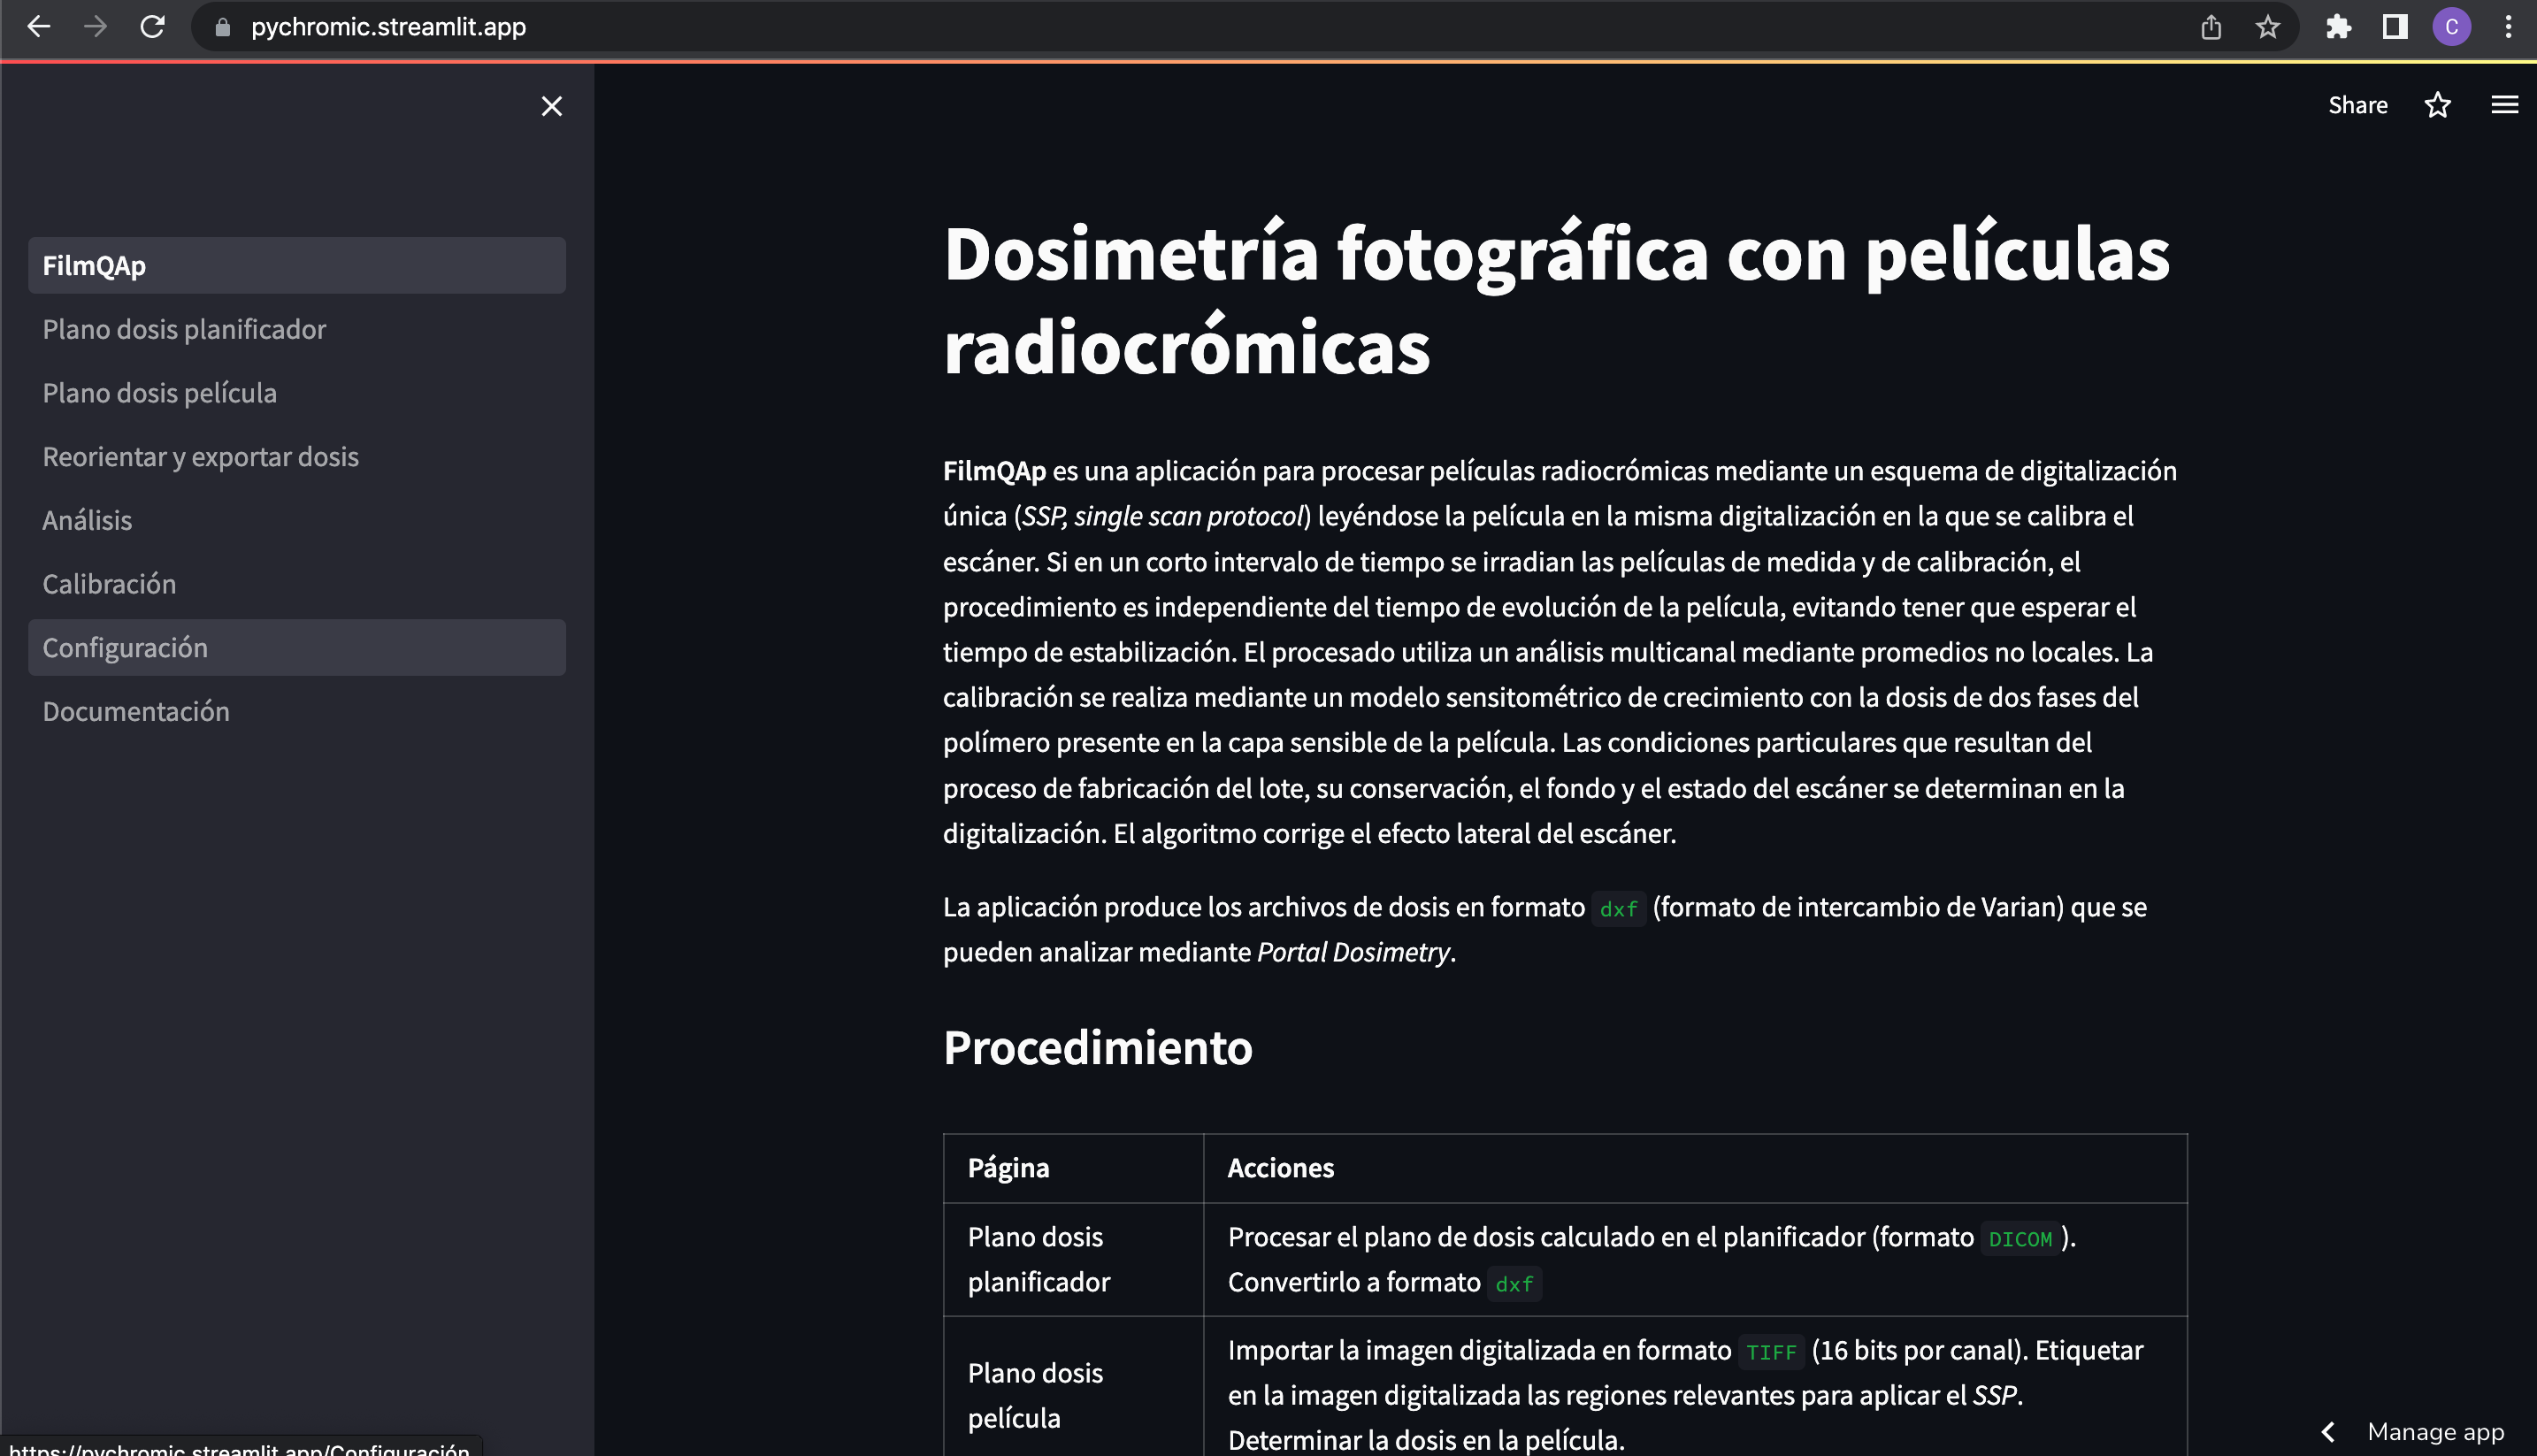 pychromic.streamlit.app
C
Share
FilmQAp
Plano dosis planificador
Plano dosis película
Reorientar y exportar dosis
Análisis
Calibración
Configuración
Documentación
Dosimetría fotográfica con películas
radiocrómicas
FilmQAp es una aplicación para procesar películas radiocrómicas mediante un esquema de digitalización
única (SSP, single scan protocol) leyéndose la película en la misma digitalización en la que se calibra el
escáner. Si en un corto intervalo de tiempo se irradian las películas de medida y de calibración, el
procedimiento es independiente del tiempo de evolución de la película, evitando tener que esperar el
tiempo de estabilización. El procesado utiliza un análisis multicanal mediante promedios no locales. La
calibración se realiza mediante un modelo sensitométrico de crecimiento con la dosis de dos fases del
polímero presente en la capa sensible de la película. Las condiciones particulares que resultan del
proceso de fabricación del lote, su conservación, el fondo y el estado del escáner se determinan en la
digitalización. El algoritmo corrige el efecto lateral del escáner.
La aplicación produce los archivos de dosis en formato dxf (formato de intercambio de Varian) que se
pueden analizar mediante Portal Dosimetry.
Procedimiento
Página
Acciones
Plano dosis
planificador
Procesar el plano de dosis calculado en el planificador (formato DICOM ).
Convertirlo a formato dxf
Plano dosis
película
Importar la imagen digitalizada en formato TIFF (16 bits por canal). Etiquetar
en la imagen digitalizada las regiones relevantes para aplicar el SSP.
Determinar la dosis en la película.
Manage app
https://pychromic.streamlit.app/Configuración